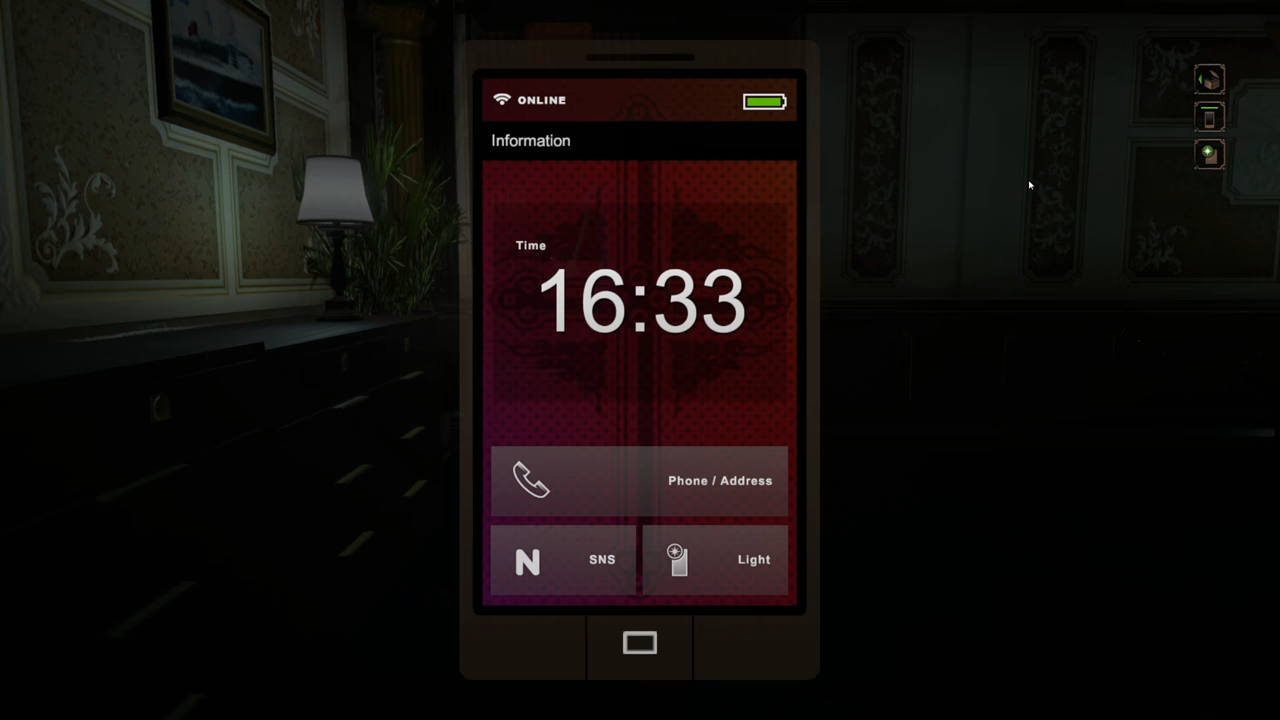 ONLINE
Information
Time
16:33
Phone / Address
N SNS
Light